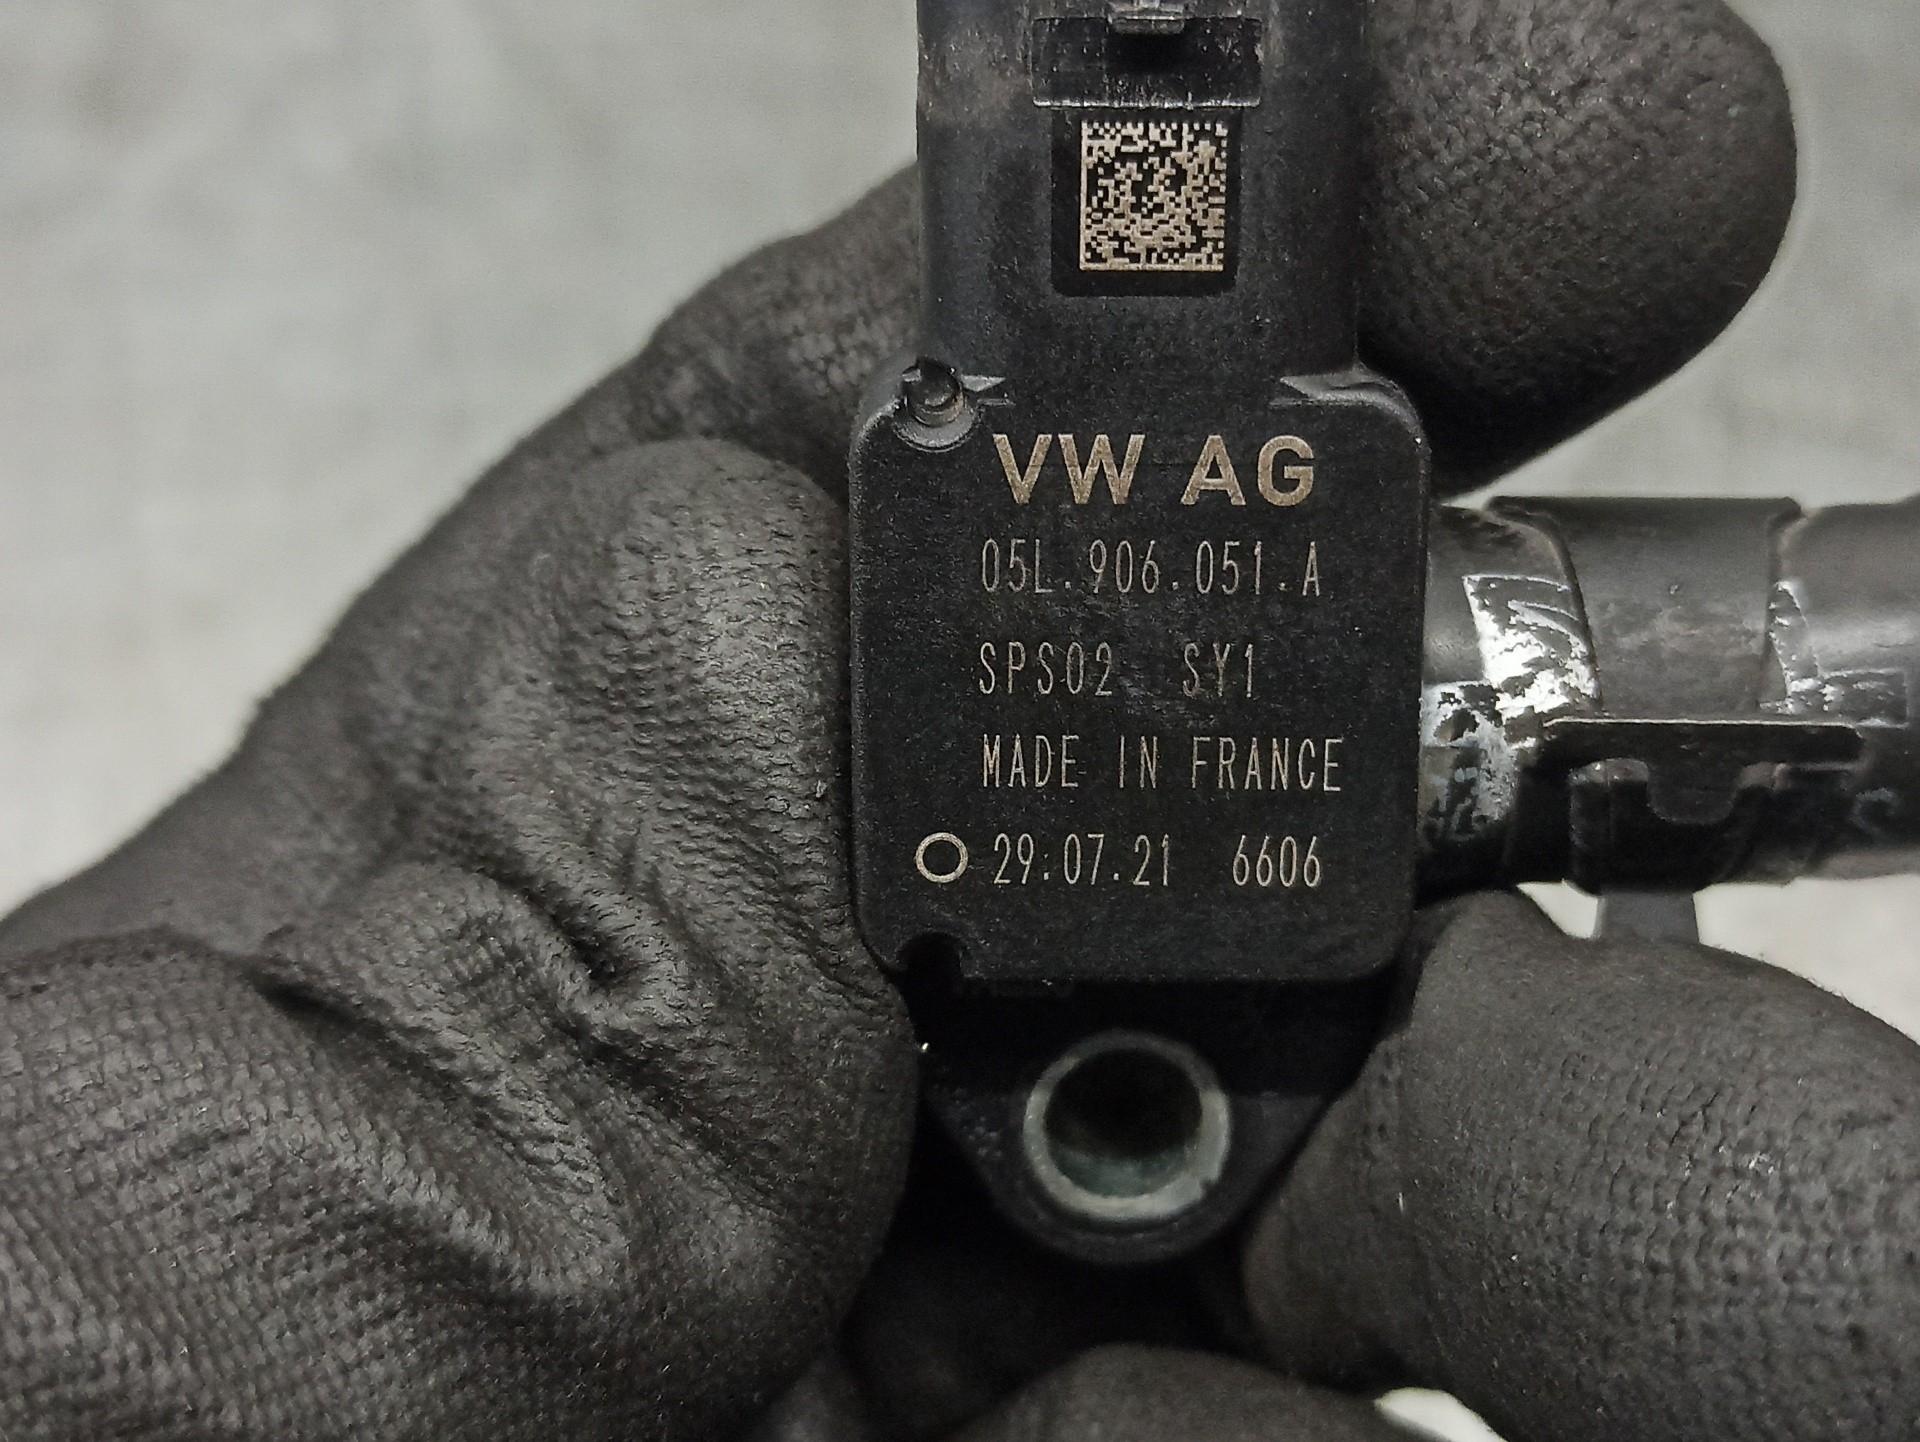 VW AG
05L.906.051.A
SPS02 SY1
MADE IN FRANCE
29:07.21 6606